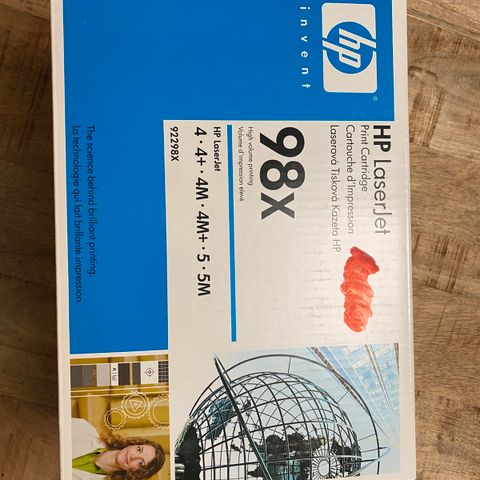 hp
®
invent
HP LaserJet
Print Cartridge
Cartouche d'Impression
Laserová Tisková Kazeta HP
98X
High volume printing
Volume d'impression élevé
HP LaserJet
4 · 4+ · 4M · 4M+ · 5 · 5M
92298X
The science behind brilliant printing.
La technologie qui fait brillante impression.